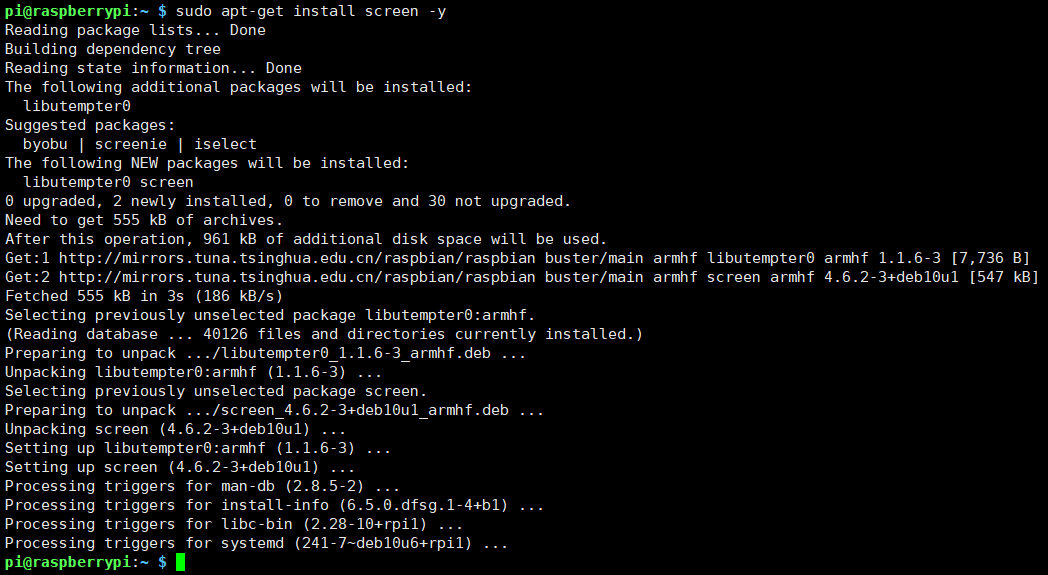 pi@raspberrypi:~ $ sudo apt-get install screen -y
Reading package lists... Done
Building dependency tree
Reading state information... Done
The following additional packages will be installed:
  libutempter0
Suggested packages:
  byobu | screenie | iselect
The following NEW packages will be installed:
  libutempter0 screen
0 upgraded, 2 newly installed, 0 to remove and 30 not upgraded.
Need to get 555 kB of archives.
After this operation, 961 kB of additional disk space will be used.
Get:1 http://mirrors.tuna.tsinghua.edu.cn/raspbian/raspbian buster/main armhf libutempter0 armhf 1.1.6-3 [7,736 B]
Get:2 http://mirrors.tuna.tsinghua.edu.cn/raspbian/raspbian buster/main armhf screen armhf 4.6.2-3+deb10u1 [547 kB]
Fetched 555 kB in 3s (186 kB/s)
Selecting previously unselected package libutempter0:armhf.
(Reading database ... 40126 files and directories currently installed.)
Preparing to unpack .../libutempter0_1.1.6-3_armhf.deb ...
Unpacking libutempter0:armhf (1.1.6-3) ...
Selecting previously unselected package screen.
Preparing to unpack .../screen_4.6.2-3+deb10u1_armhf.deb ...
Unpacking screen (4.6.2-3+deb10u1) ...
Setting up libutempter0:armhf (1.1.6-3) ...
Setting up screen (4.6.2-3+deb10u1) ...
Processing triggers for man-db (2.8.5-2) ...
Processing triggers for install-info (6.5.0.dfsg.1-4+b1) ...
Processing triggers for libc-bin (2.28-10+rpi1) ...
Processing triggers for systemd (241-7~deb10u6+rpi1) ...
pi@raspberrypi:~ $